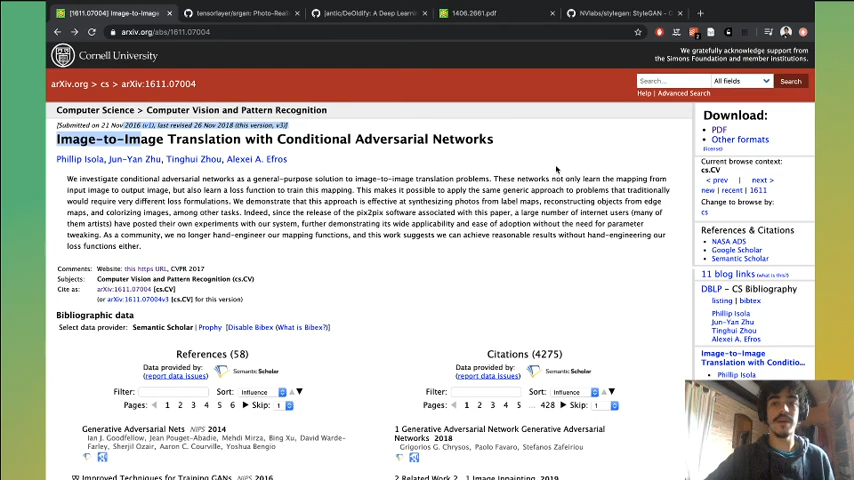 [1611.07004] Image-to-Image
tensorlayer/srgan: Photo-Reali
jantic/DeOldify: A Deep Learni
1406.2661.pdf
NVlabs/stylegan: StyleGAN - O
arxiv.org/abs/1611.07004
Cornell University
We gratefully acknowledge support from
the Simons Foundation and member institutions.
arXiv.org > cs > arXiv:1611.07004
Search...
All fields
Search
Help | Advanced Search
Computer Science > Computer Vision and Pattern Recognition
[Submitted on 21 Nov 2016 (v1), last revised 26 Nov 2018 (this version, v3)]
Image-to-Image Translation with Conditional Adversarial Networks
Phillip Isola, Jun-Yan Zhu, Tinghui Zhou, Alexei A. Efros
We investigate conditional adversarial networks as a general-purpose solution to image-to-image translation problems. These networks not only learn the mapping from
input image to output image, but also learn a loss function to train this mapping. This makes it possible to apply the same generic approach to problems that traditionally
would require very different loss formulations. We demonstrate that this approach is effective at synthesizing photos from label maps, reconstructing objects from edge
maps, and colorizing images, among other tasks. Indeed, since the release of the pix2pix software associated with this paper, a large number of internet users (many of
them artists) have posted their own experiments with our system, further demonstrating its wide applicability and ease of adoption without the need for parameter
tweaking. As a community, we no longer hand-engineer our mapping functions, and this work suggests we can achieve reasonable results without hand-engineering our
loss functions either.
Comments: Website: this https URL, CVPR 2017
Subjects: Computer Vision and Pattern Recognition (cs.CV)
Cite as: arXiv:1611.07004 [cs.CV]
(or arXiv:1611.07004v3 [cs.CV] for this version)
Bibliographic data
Select data provider: Semantic Scholar | Prophy [Disable Bibex (What is Bibex?)]
References (58)
Data provided by:
(report data issues)
SEMANTIC SCHOLAR
Filter:
Sort: Influence
Pages: 1 2 3 4 5 6 Skip: 1
Generative Adversarial Nets NIPS 2014
Ian J. Goodfellow, Jean Pouget-Abadie, Mehdi Mirza, Bing Xu, David Warde-
Farley, Sherjil Ozair, Aaron C. Courville, Yoshua Bengio
Improved Techniques for Training GANs NIPS 2016
Citations (4275)
Data provided by:
(report data issues)
SEMANTIC SCHOLAR
Filter:
Sort: Influence
Pages: 1 2 3 4 5 ... 428 Skip: 1
1 Generative Adversarial Network Generative Adversarial
Networks 2018
Grigorios G. Chrysos, Paolo Favaro, Stefanos Zafeiriou
2 Related Work 2 . 1 Image Inpainting 2019
Download:
PDF
Other formats
(license)
Current browse context:
cs.CV
< prev | next >
new | recent | 1611
Change to browse by:
cs
References & Citations
NASA ADS
Google Scholar
Semantic Scholar
11 blog links (what is this?)
DBLP - CS Bibliography
listing | bibtex
Phillip Isola
Jun-Yan Zhu
Tinghui Zhou
Alexei A. Efros
Image-to-Image
Translation with Conditio...
Phillip Isola